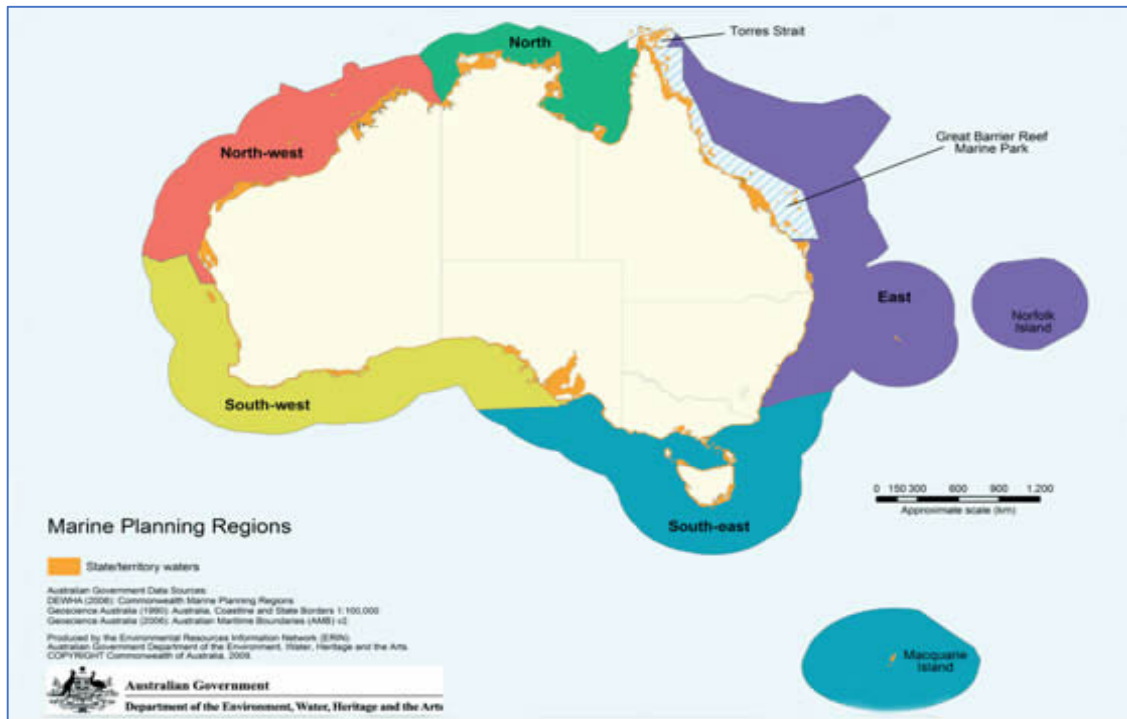 North
Torres Strait
North-west
Great Barrier Reef
Marine Park
East
Norfolk
Island
South-west
0 150 300 600 900 1.200
Approximate scale (km)
South-east
Marine Planning Regions
State/territory waters
Australian Government Data Sources:
DEWHA (2008): Commonwealth Marine Planning Regions
Geoscience Australia (1990): Australia, Coastline and State Borders 1:100,000
Geoscience Australia (2006): Australian Maritime Boundaries (AMB) v2
Produced by the Environmental Resources Information Network (ERIN)
Australian Government Department of the Environment, Water, Heritage and the Arts
COPYRIGHT Commonwealth of Australia, 2009.
Macquarie
Island
Australian Government
Department of the Environment, Water, Heritage and the Arts